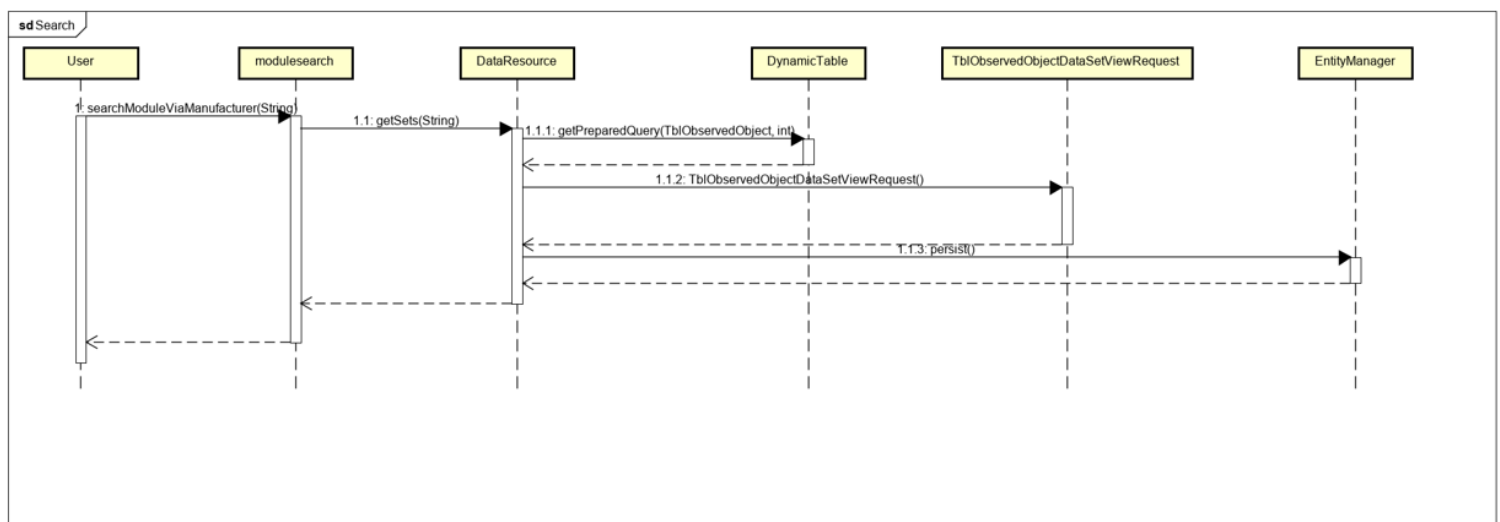 sd Search
User
modulesearch
DataResource
DynamicTable
TblObservedObjectDataSetViewRequest
EntityManager
1: searchModuleViaManufacturer(String)
1.1: getSets(String)
1.1.1: getPreparedQuery(TblObservedObject, int)
1.1.2: TblObservedObjectDataSetViewRequest()
1.1.3: persist()